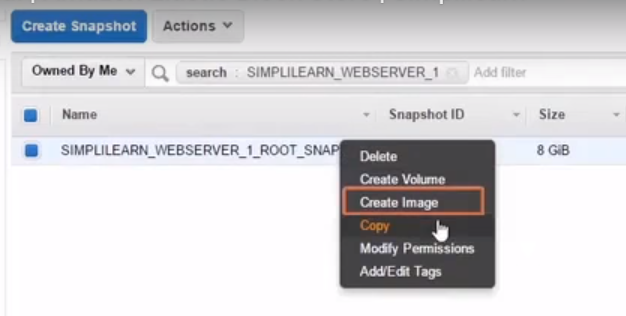 Create Snapshot Actions
Owned By Me search : SIMPLILEARN_WEBSERVER_1 Add filter
Name Snapshot ID Size
SIMPLILEARN_WEBSERVER_1_ROOT_SNAP 8 GiB
Delete
Create Volume
Create Image
Copy
Modify Permissions
Add/Edit Tags